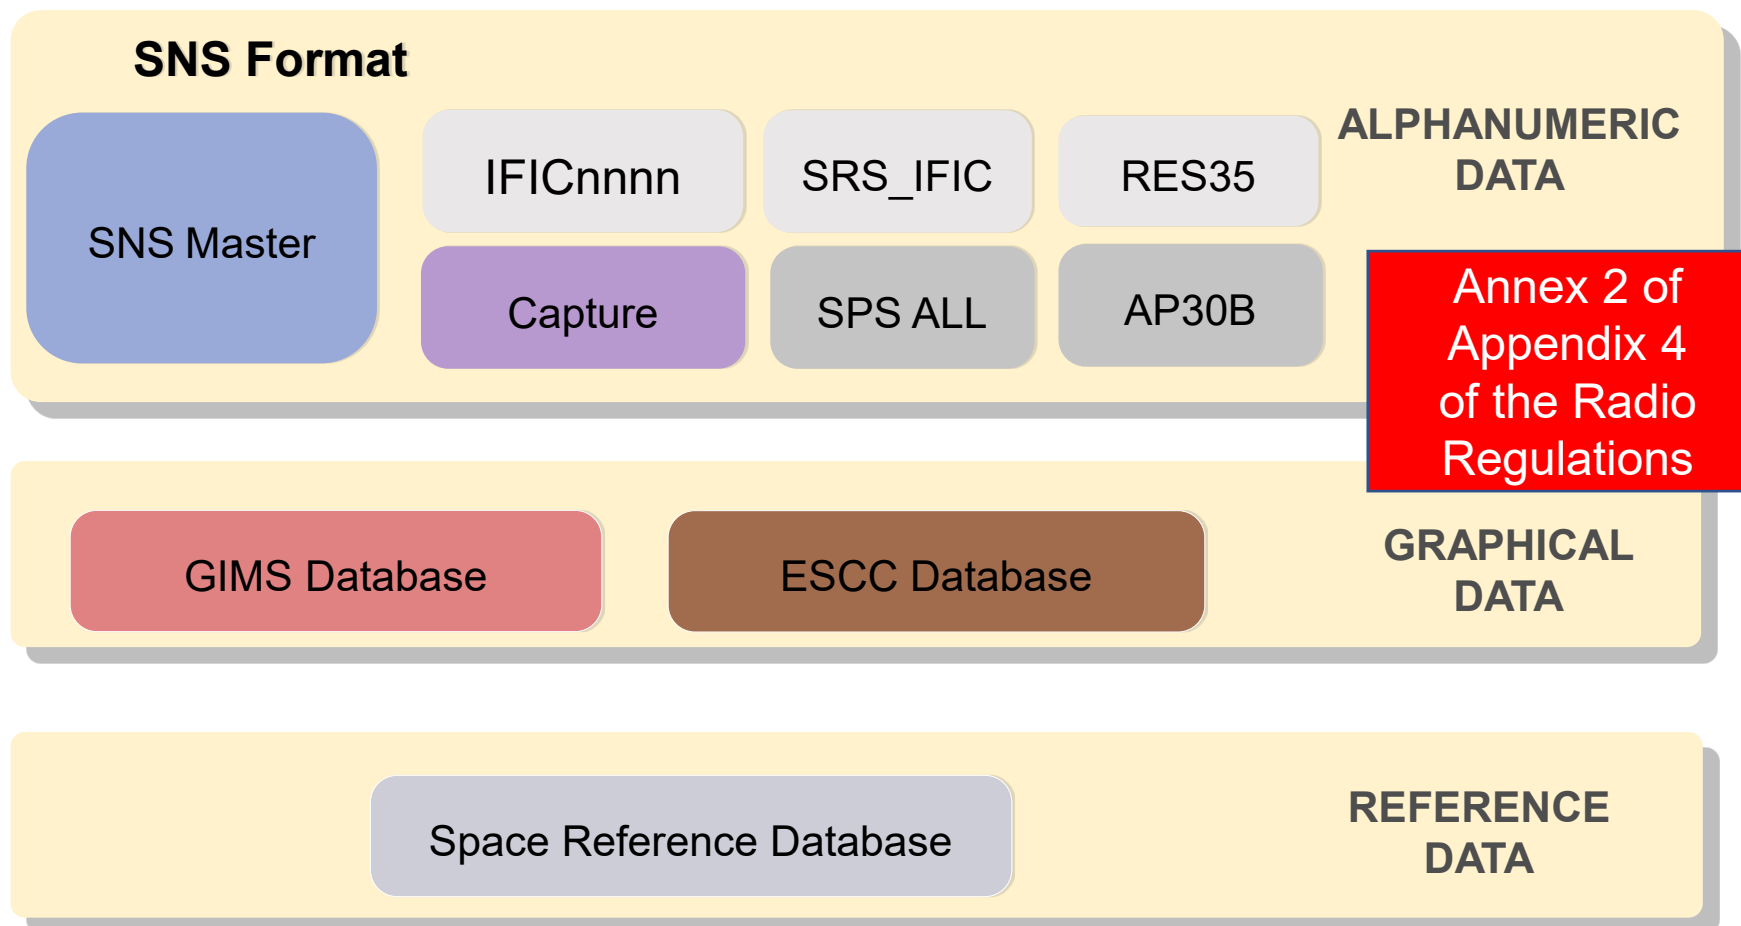 SNS Format
SNS Master
IFICnnnn
SRS_IFIC
RES35
Capture
SPS ALL
AP30B
ALPHANUMERIC
DATA
Annex 2 of
Appendix 4
of the Radio
Regulations
GIMS Database
ESCC Database
GRAPHICAL
DATA
Space Reference Database
REFERENCE
DATA